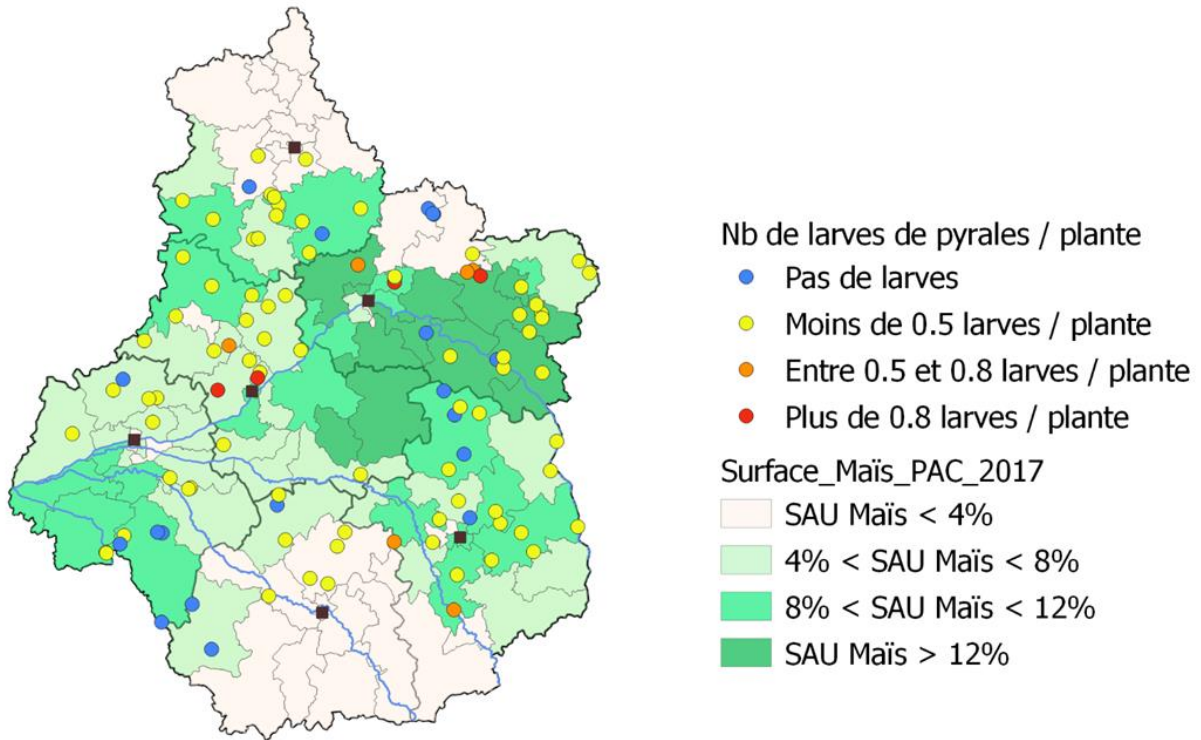 Nb de larves de pyrales / plante
Pas de larves
Moins de 0.5 larves / plante
Entre 0.5 et 0.8 larves / plante
Plus de 0.8 larves / plante
Surface_Maïs_PAC_2017
SAU Maïs < 4%
4% < SAU Maïs < 8%
8% < SAU Maïs < 12%
SAU Maïs > 12%